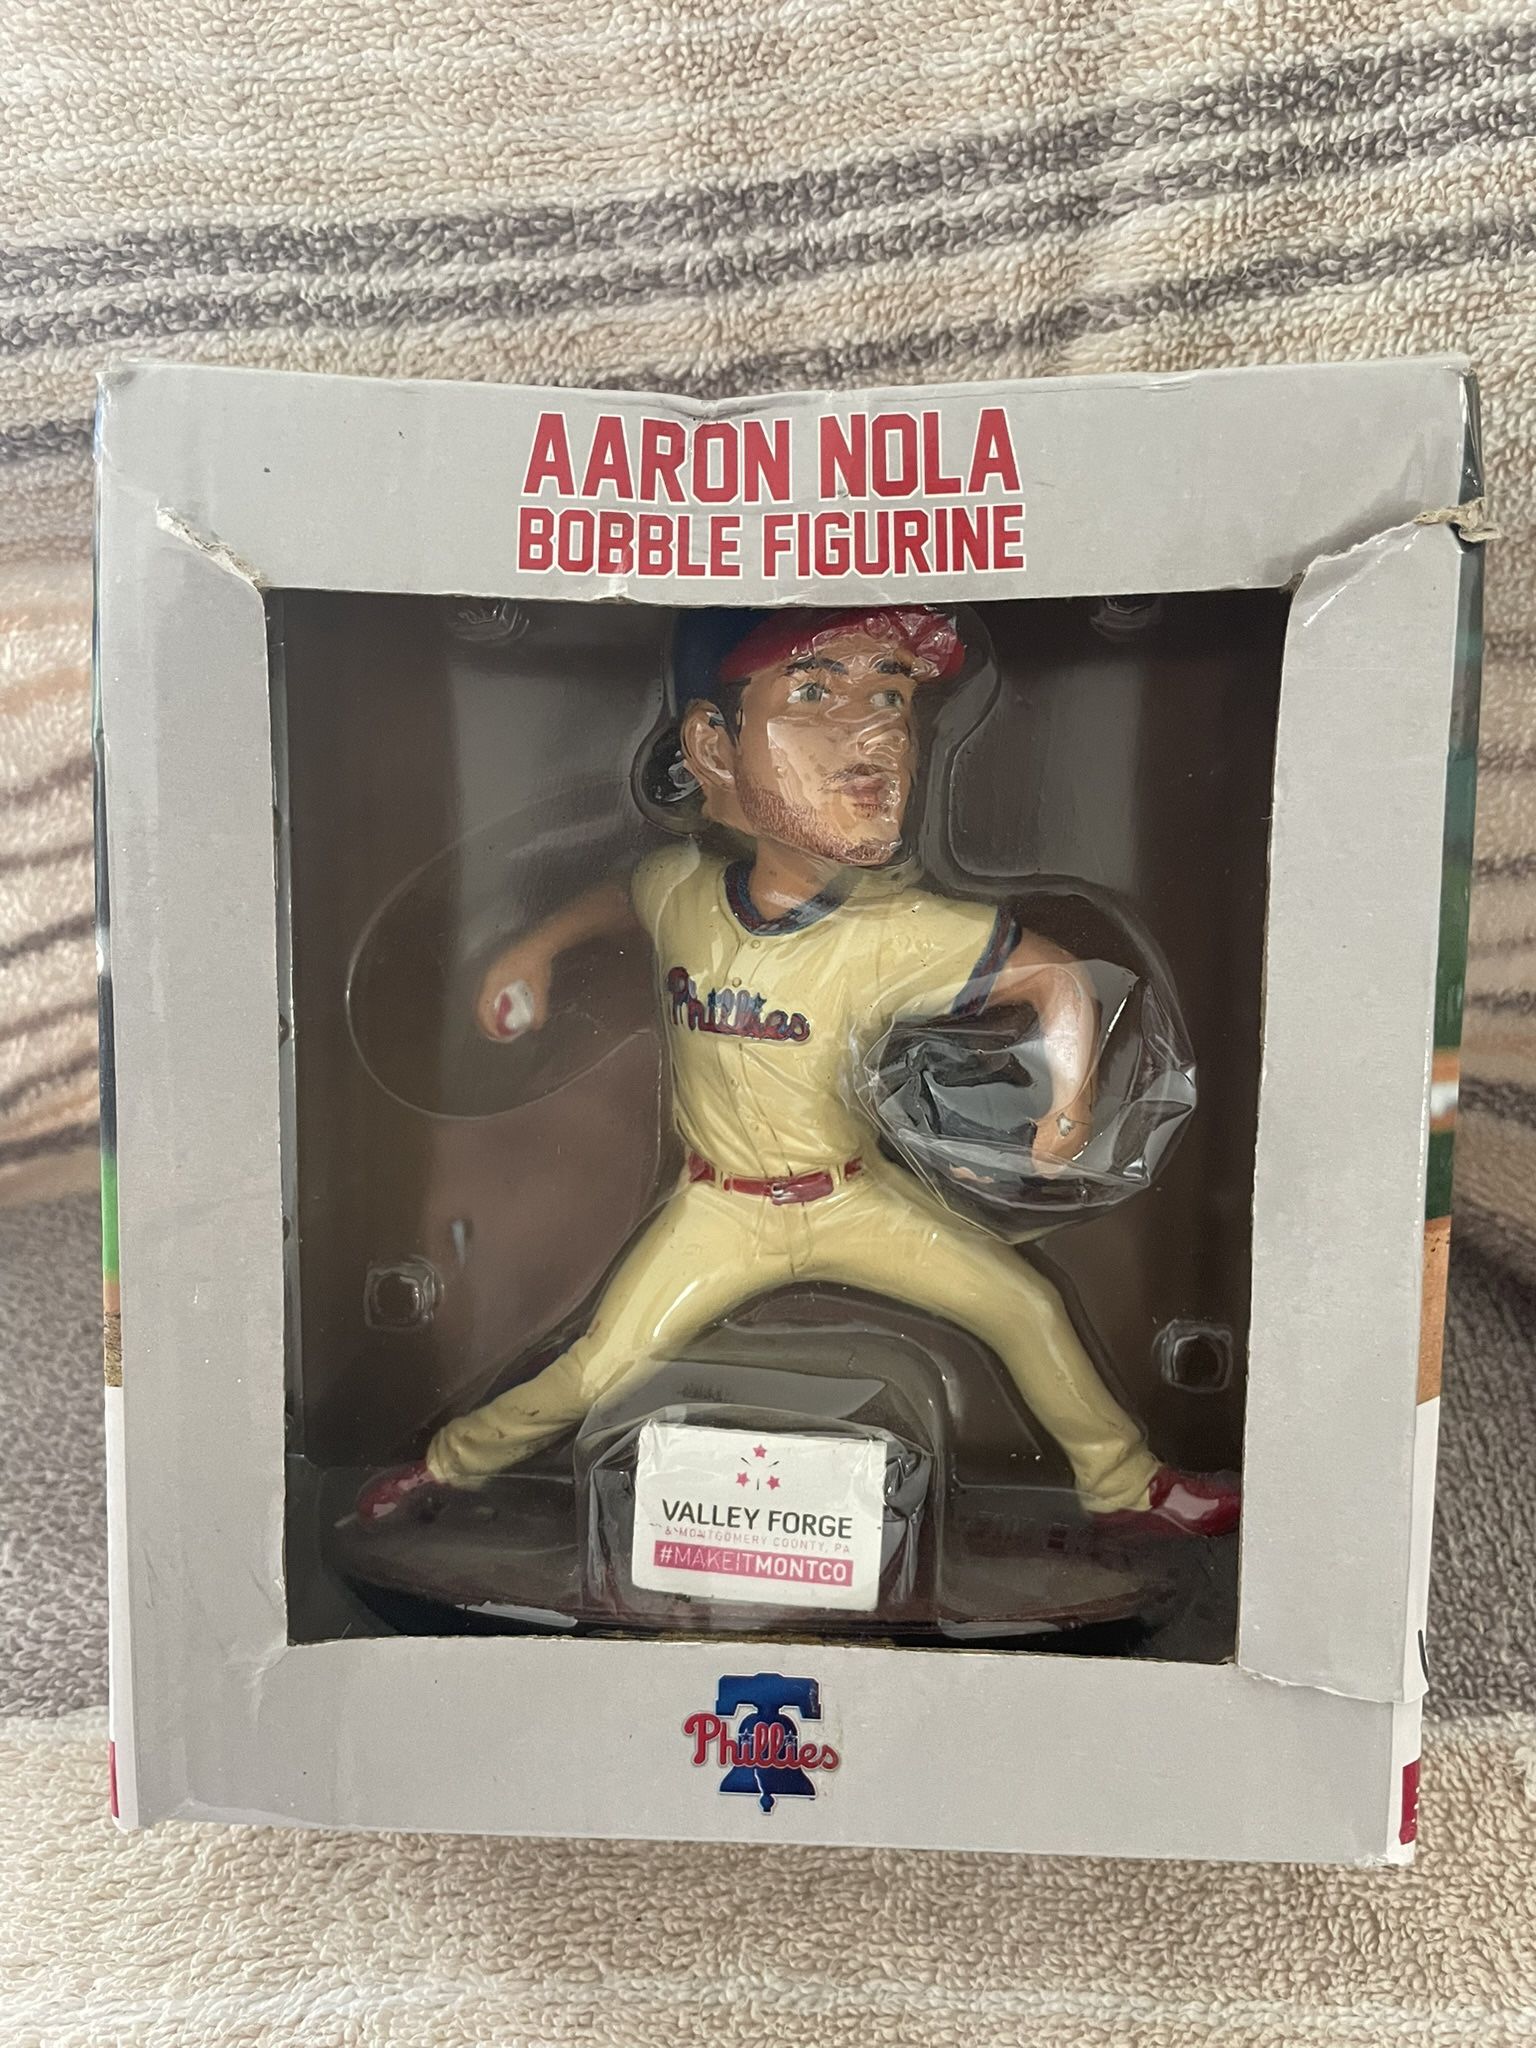 AARON NOLA
BOBBLE FIGURINE
Phillies
VALLEY FORGE
& MONTGOMERY COUNTY, PA
#MAKEITMONTCO
Phillies